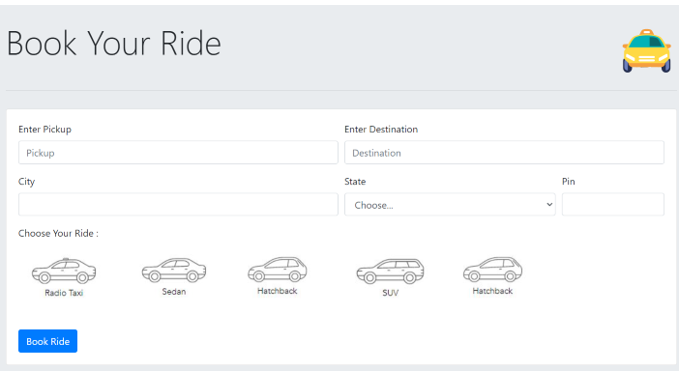 Book Your Ride
Enter Pickup Enter Destination
Pickup Destination
City State Pin
Choose...
Choose Your Ride :
Radio Taxi Sedan Hatchback SUV Hatchback
Book Ride